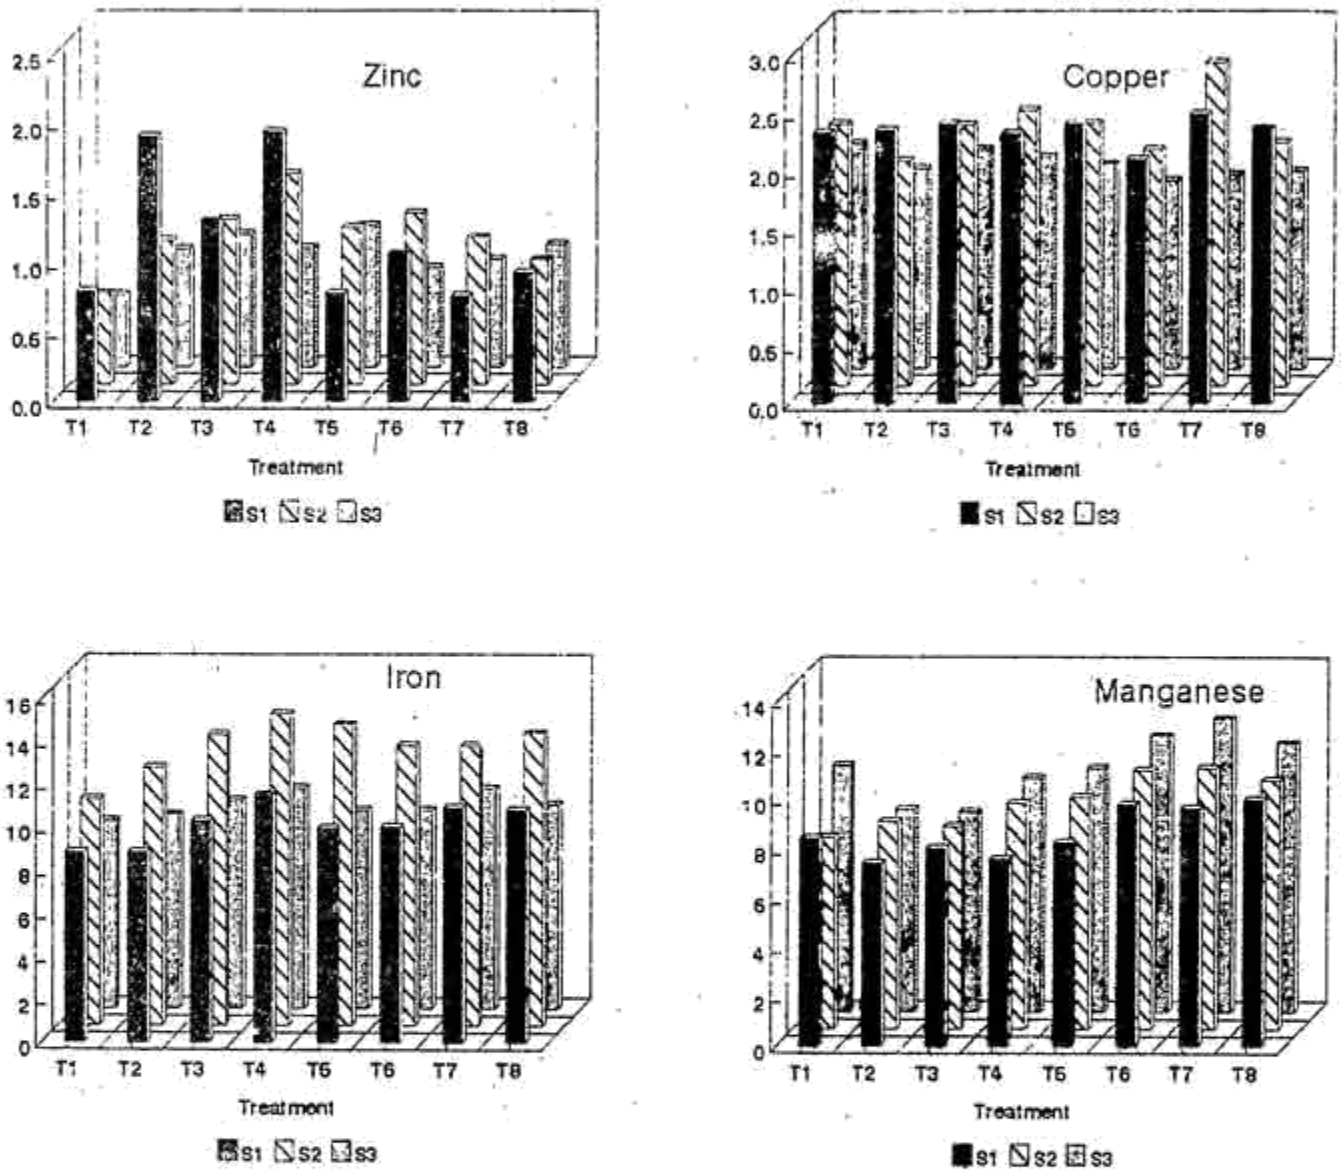 Zinc
2.5
2.0
1.5
1.0
0.5
0.0
T1 T2 T3 T4 T5 T6 T7 T8
Treatment
S1 S2 S3
Copper
3.0
2.5
2.0
1.5
1.0
0.5
0.0
T1 T2 T3 T4 T5 T6 T7 T8
Treatment
S1 S2 S3
Iron
16
14
12
10
8
6
4
2
0
T1 T2 T3 T4 T5 T6 T7 T8
Treatment
S1 S2 S3
Manganese
14
12
10
8
6
4
2
0
T1 T2 T3 T4 T5 T6 T7 T8
Treatment
S1 S2 S3